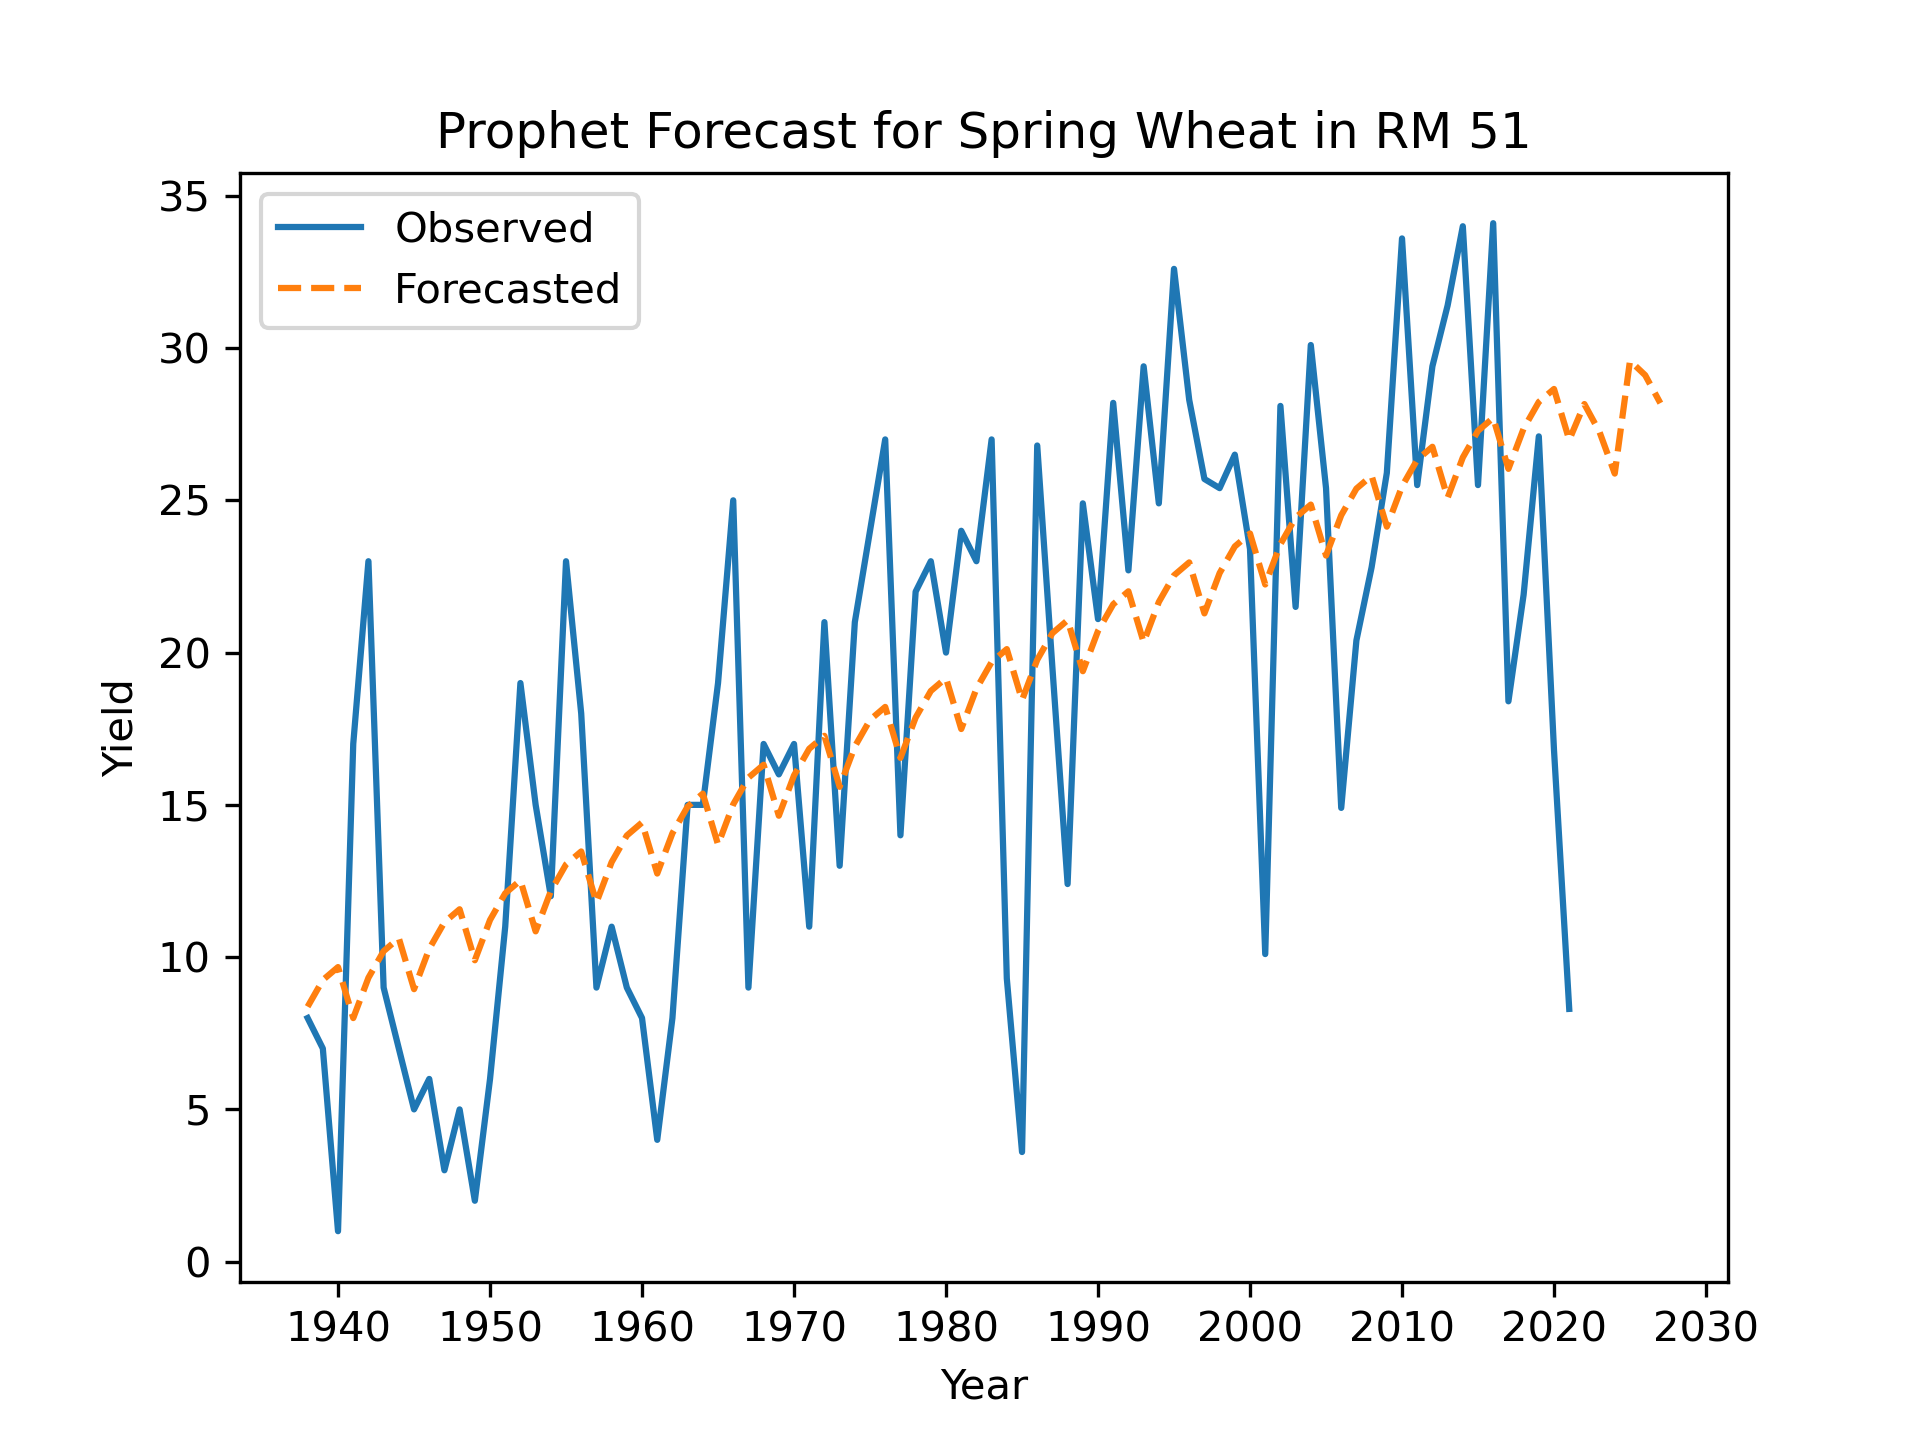 Prophet Forecast for Spring Wheat in RM 51
Observed
Forecasted
35
30
25
20
15
10
5
0
Yield
1940 1950 1960 1970 1980 1990 2000 2010 2020 2030
Year